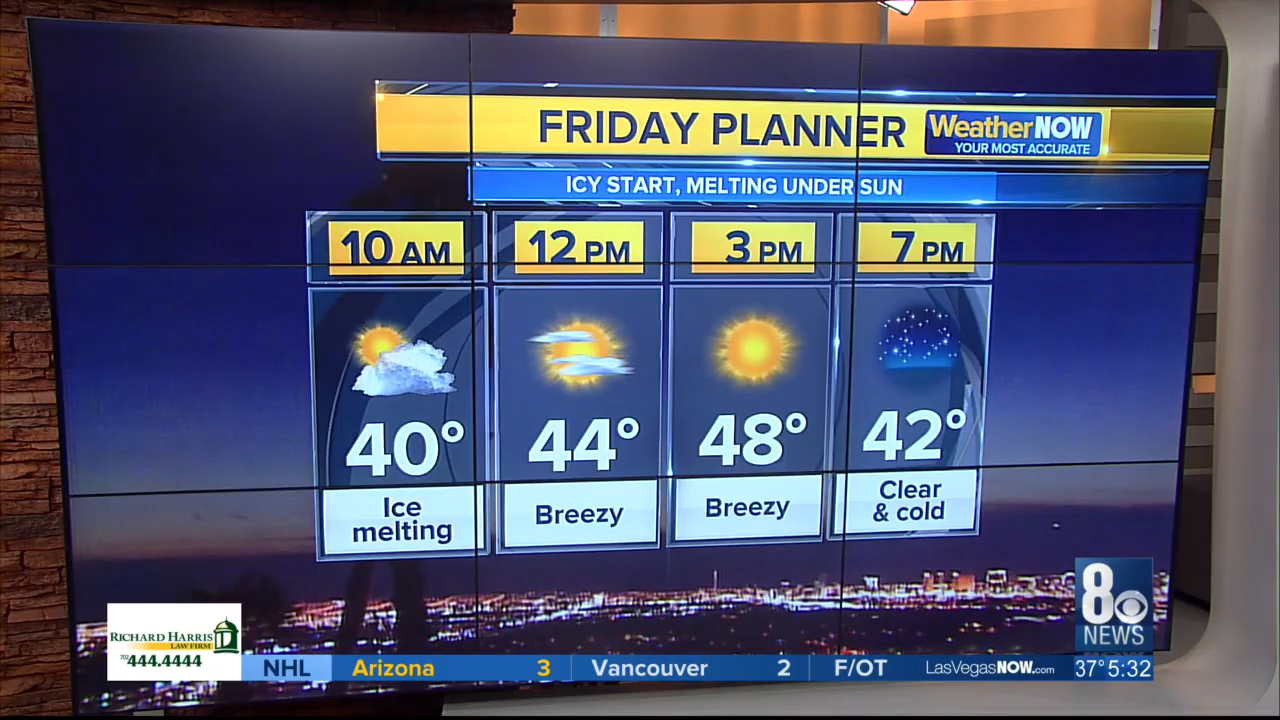 FRIDAY PLANNER
WeatherNOW
YOUR MOST ACCURATE
ICY START, MELTING UNDER SUN
10 AM
12 PM
3 PM
7 PM
40°
44°
48°
42°
Ice
melting
Breezy
Breezy
Clear
& cold
8
NEWS
RICHARD HARRIS
LAW FIRM
702 444.4444
NHL Arizona 3 Vancouver 2 F/OT LasVegasNOW.com 37° 5:32